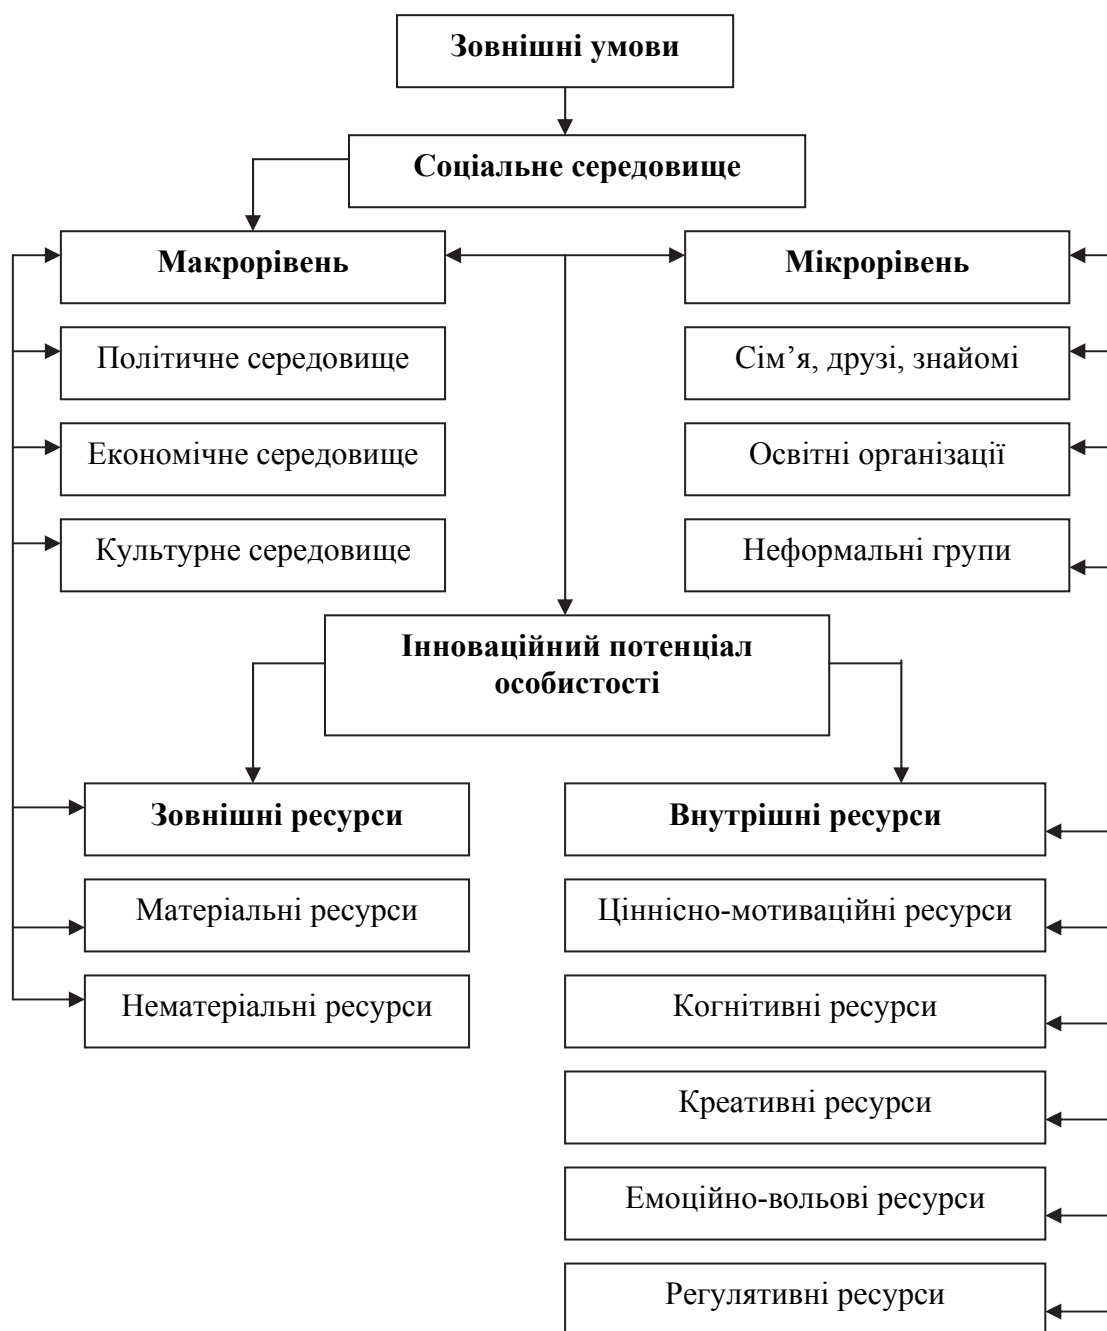 Зовнішні умови
Соціальне середовище
Макрорівень
Мікрорівень
Політичне середовище
Сім’я, друзі, знайомі
Економічне середовище
Освітні організації
Культурне середовище
Неформальні групи
Інноваційний потенціал
особистості
Зовнішні ресурси
Внутрішні ресурси
Матеріальні ресурси
Ціннісно-мотиваційні ресурси
Нематеріальні ресурси
Когнітивні ресурси
Креативні ресурси
Емоційно-вольові ресурси
Регулятивні ресурси